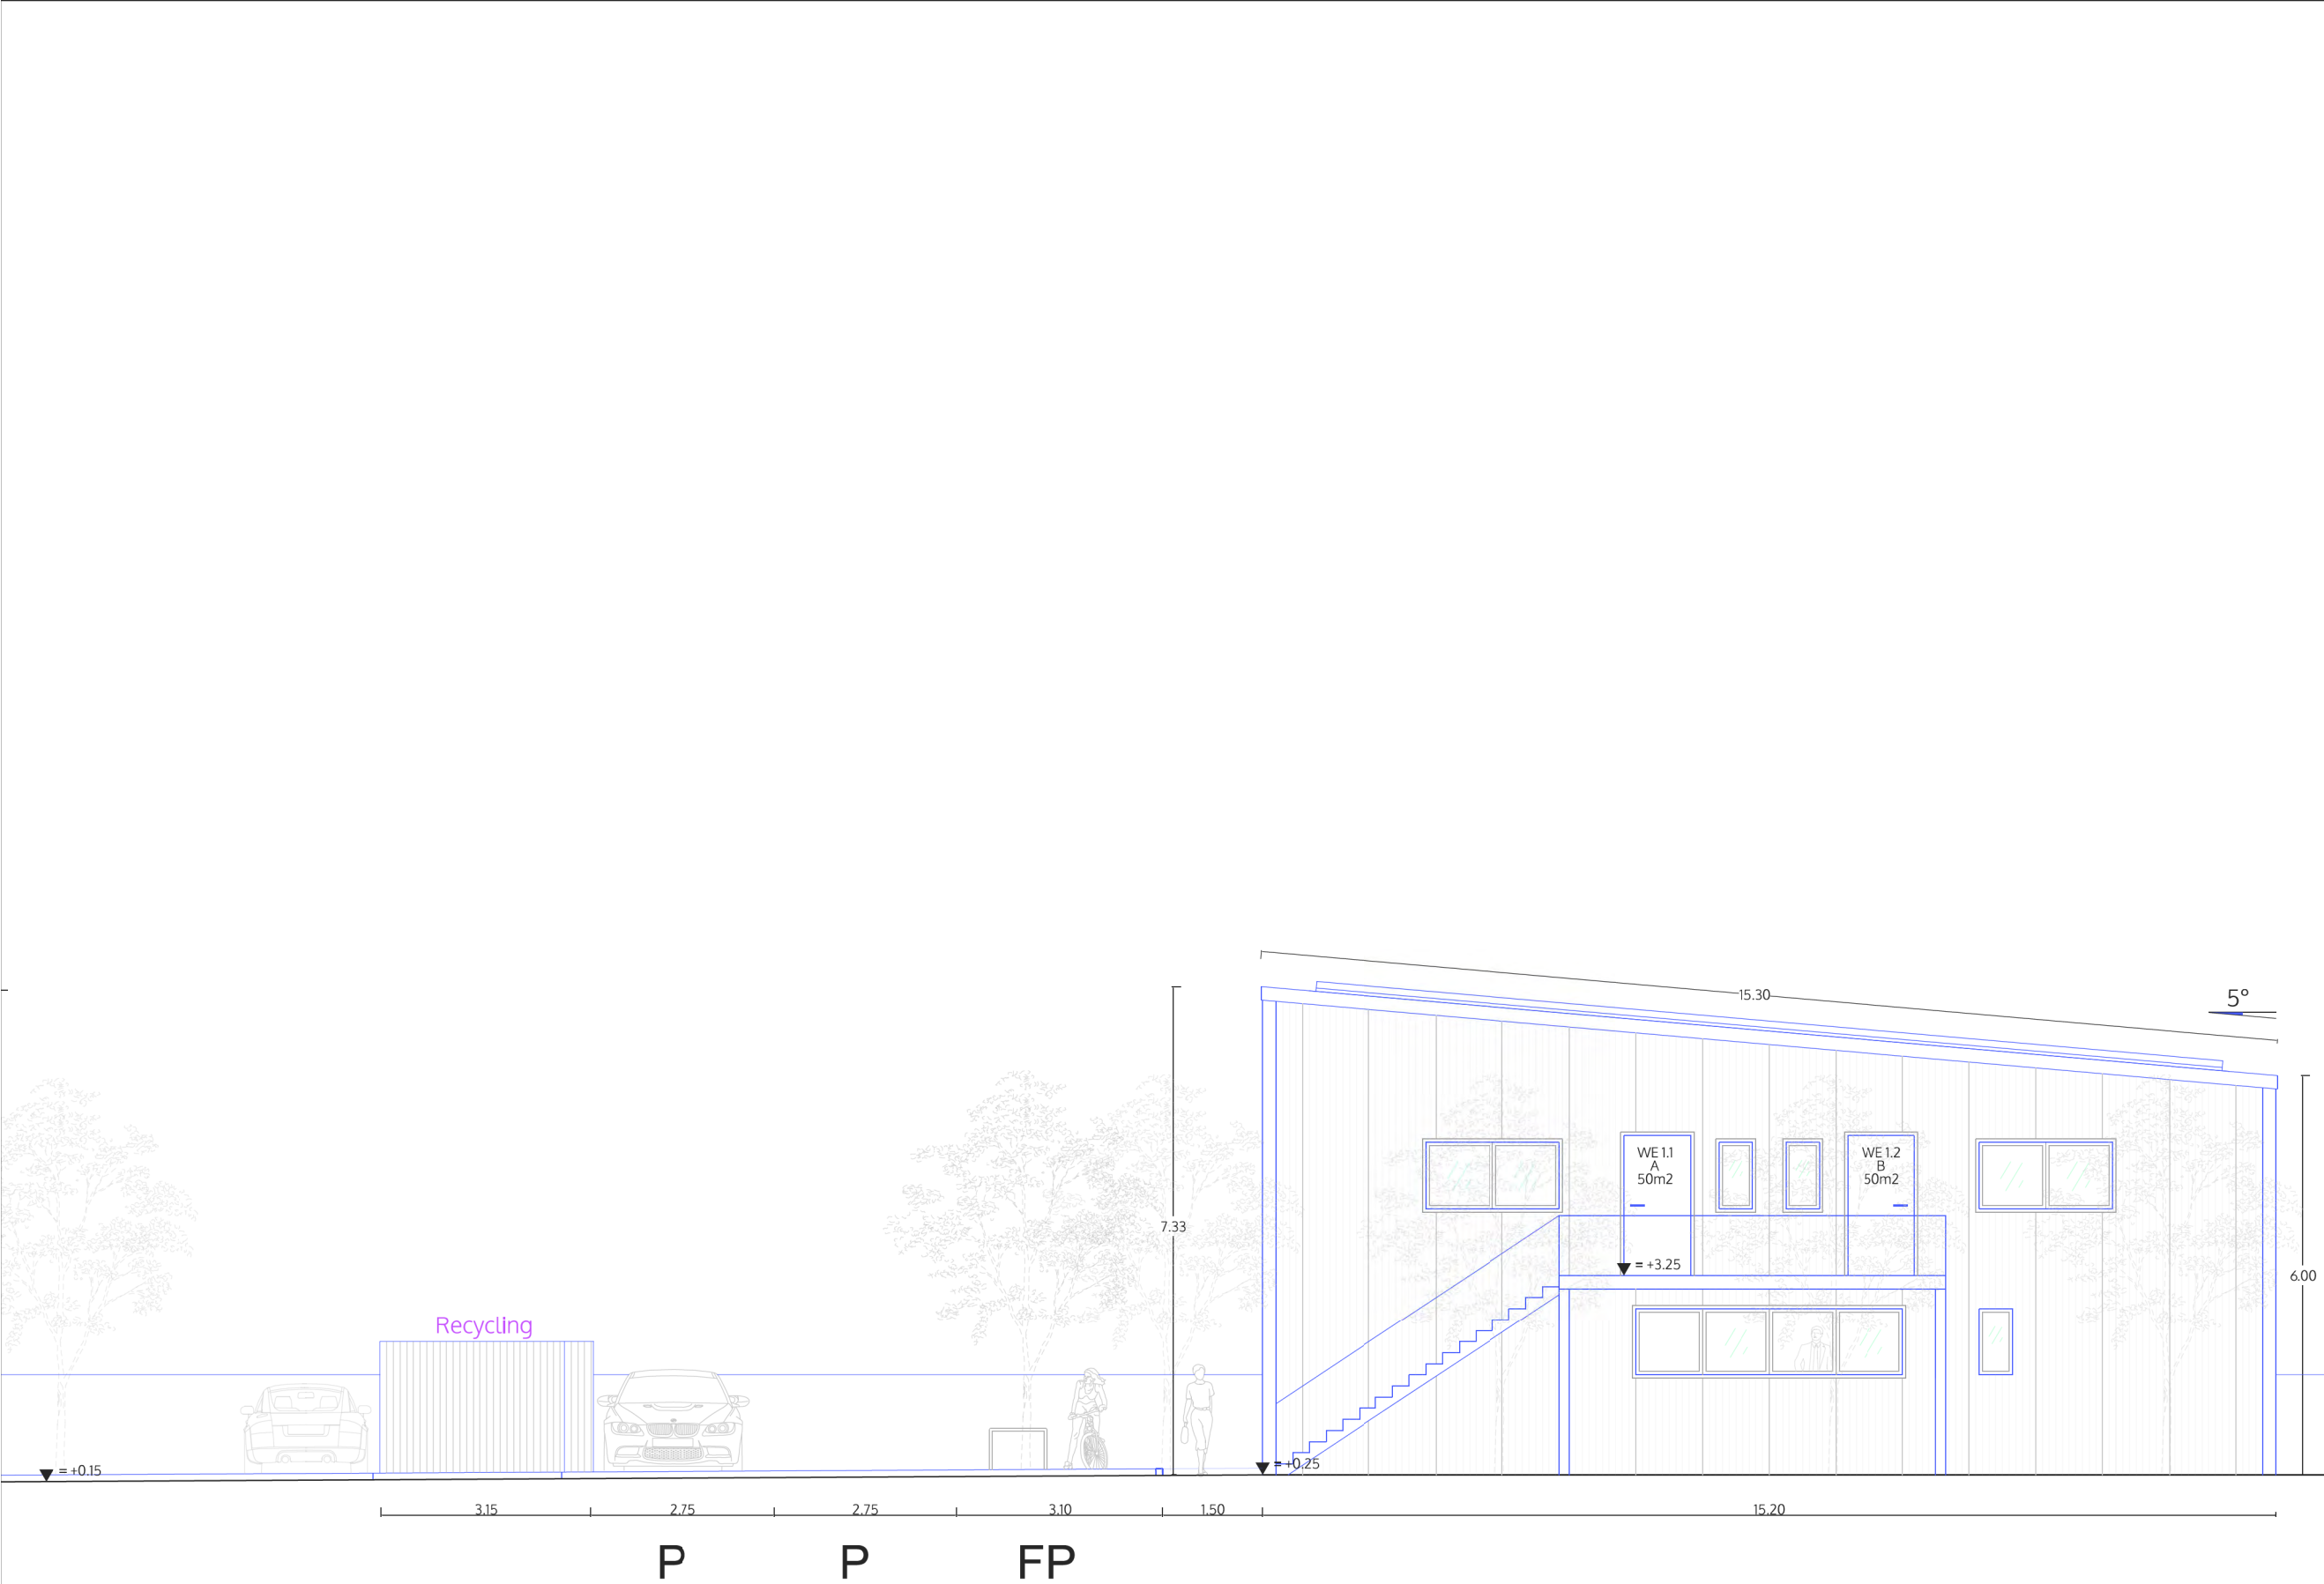 15.30
5°
WE 1.1
A
50m2
WE 1.2
B
50m2
7.33
= +3.25
6.00
Recycling
= +0.15
= +0.25
3.15
2.75
2.75
3.10
1.50
15.20
P
P
FP